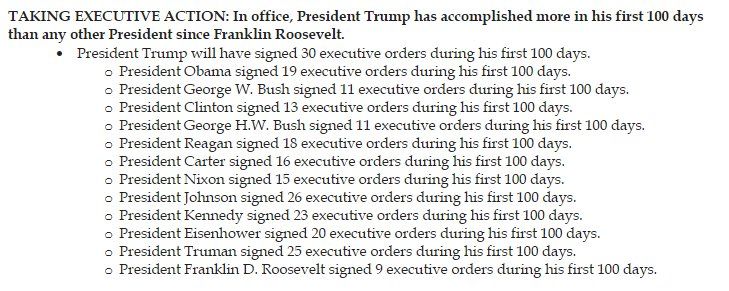 TAKING EXECUTIVE ACTION: In office, President Trump has accomplished more in his first 100 days
than any other President since Franklin Roosevelt.
• President Trump will have signed 30 executive orders during his first 100 days.
o President Obama signed 19 executive orders during his first 100 days.
o President George W. Bush signed 11 executive orders during his first 100 days.
o President Clinton signed 13 executive orders during his first 100 days.
o President George H.W. Bush signed 11 executive orders during his first 100 days.
o President Reagan signed 18 executive orders during his first 100 days.
o President Carter signed 16 executive orders during his first 100 days.
o President Nixon signed 15 executive orders during his first 100 days.
o President Johnson signed 26 executive orders during his first 100 days.
o President Kennedy signed 23 executive orders during his first 100 days.
o President Eisenhower signed 20 executive orders during his first 100 days.
o President Truman signed 25 executive orders during his first 100 days.
o President Franklin D. Roosevelt signed 9 executive orders during his first 100 days.